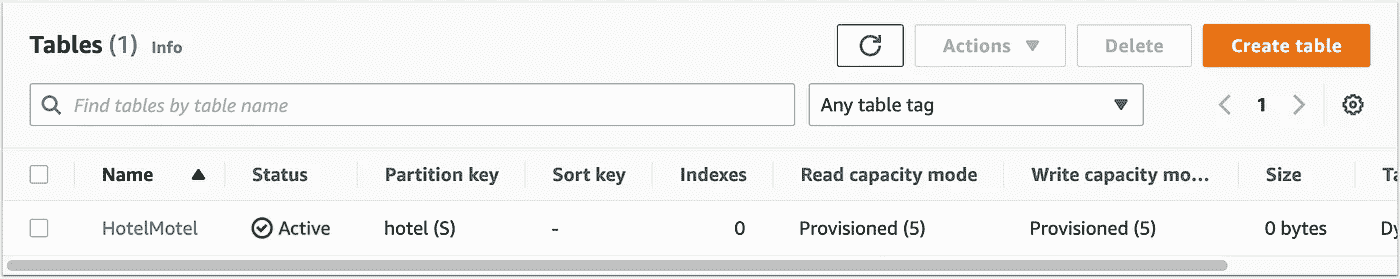 Tables (1) Info
Actions Delete Create table
Find tables by table name Any table tag 1
Name Status Partition key Sort key Indexes Read capacity mode Write capacity mo... Size Ta
HotelMotel Active hotel (S) - 0 Provisioned (5) Provisioned (5) 0 bytes Dy